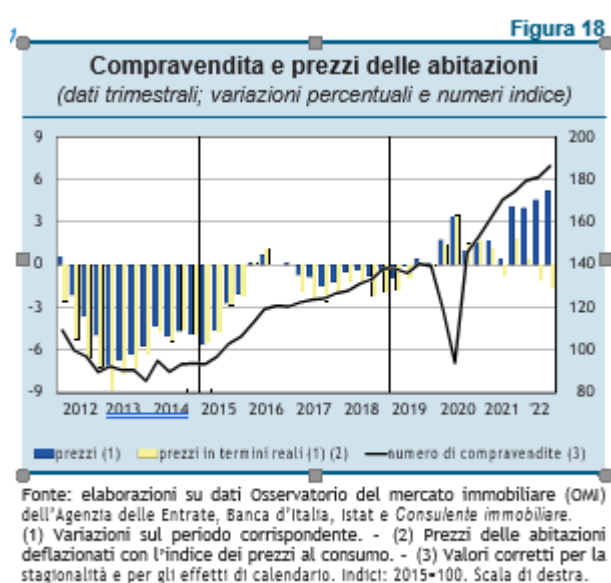 Figura 18
Compravendita e prezzi delle abitazioni
(dati trimestrali; variazioni percentuali e numeri indice)
9 200
6 180
3 160
0 140
-3 120
-6 100
-9 80
2012 2013 2014 2015 2016 2017 2018 2019 2020 2021 '22
prezzi (1) prezzi in termini reali (1) (2) numero di compravendite (3)
Fonte: elaborazioni su dati Osservatorio del mercato immobiliare (OMI)
dell'Agenzia delle Entrate, Banca d'Italia, Istat e Consulente immobiliare.
(1) Variazioni sul periodo corrispondente. - (2) Prezzi delle abitazioni
deflazionati con l'indice dei prezzi al consumo. - (3) Valori corretti per la
stagionalità e per gli effetti di calendario. Indici: 2015=100. Scala di destra.